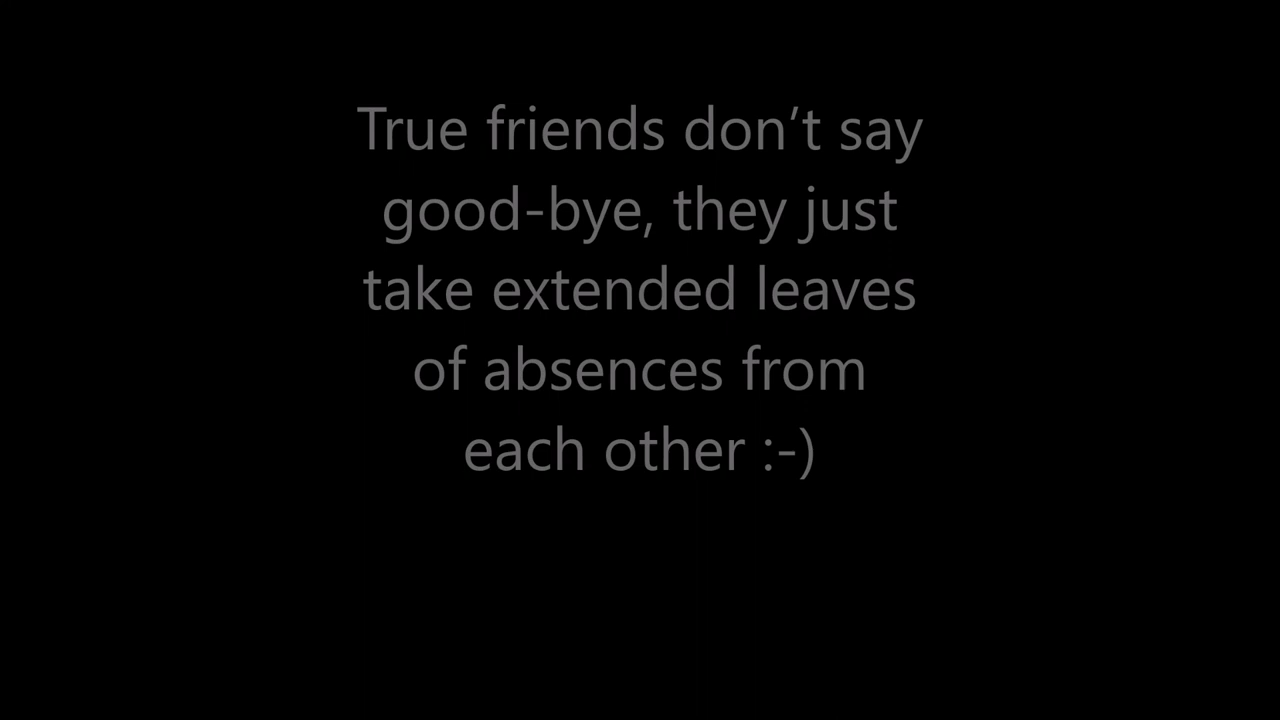 True friends don’t say
good-bye, they just
take extended leaves
of absences from
each other :-)